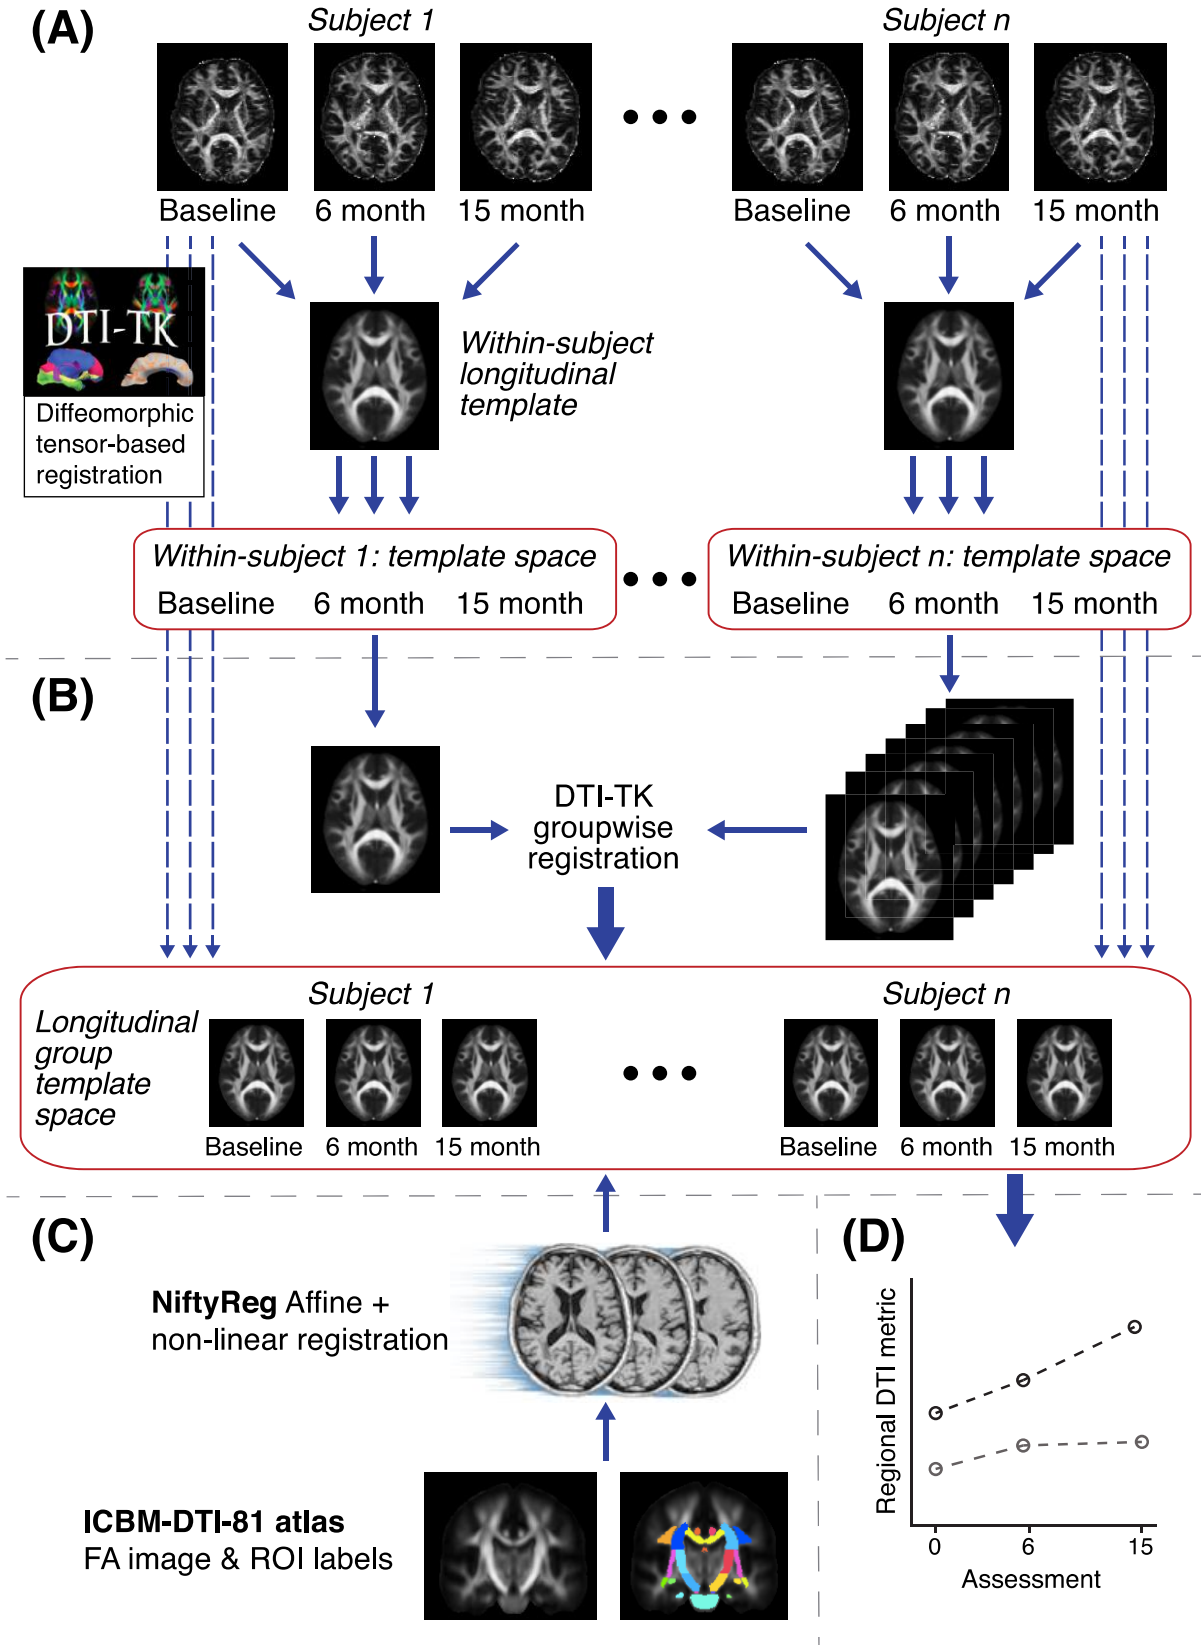 (A)
Subject 1
Subject n
Baseline
6 month
15 month
Baseline
6 month
15 month
DTI-TK
Diffeomorphic
tensor-based
registration
Within-subject
longitudinal
template
Within-subject 1: template space
Baseline
6 month
15 month
Within-subject n: template space
Baseline
6 month
15 month
(B)
DTI-TK
groupwise
registration
Longitudinal
group
template
space
Subject 1
Baseline
6 month
15 month
Subject n
Baseline
6 month
15 month
(C)
NiftyReg Affine +
non-linear registration
ICBM-DTI-81 atlas
FA image & ROI labels
(D)
Regional DTI metric
0
6
15
Assessment